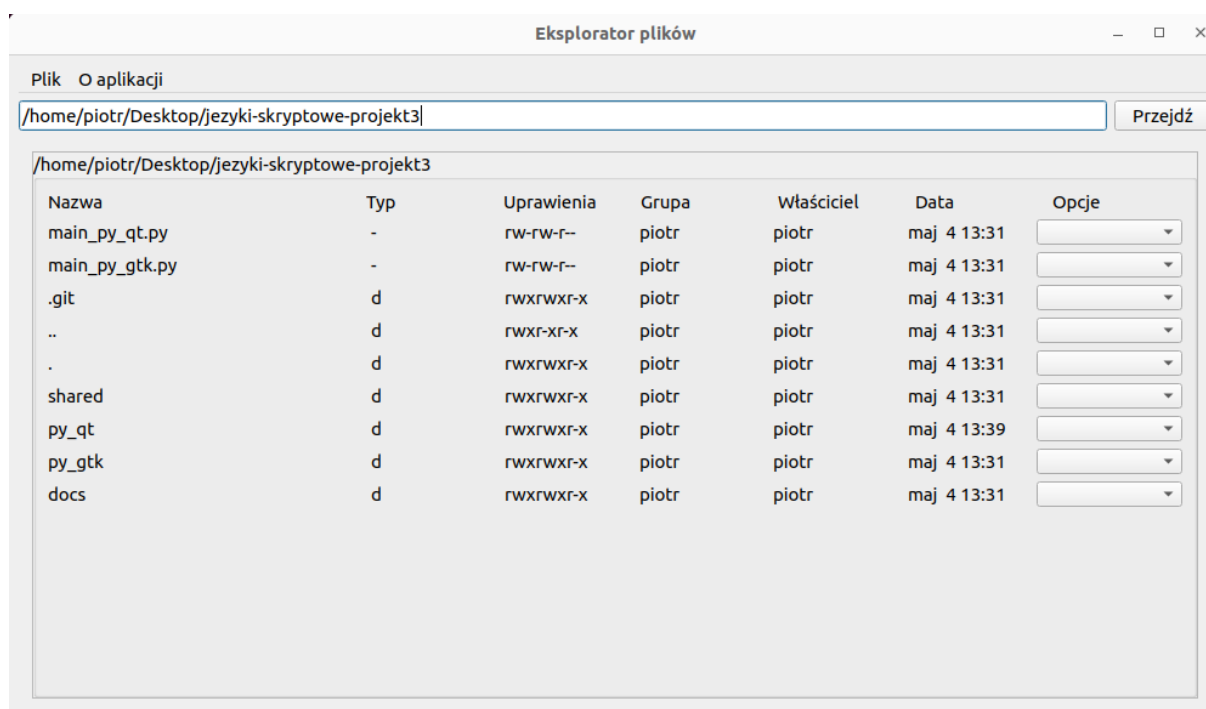 Eksplorator plików
Plik O aplikacji
/home/piotr/Desktop/jezyki-skryptowe-projekt3
Przejdź
/home/piotr/Desktop/jezyki-skryptowe-projekt3
Nazwa Typ Uprawienia Grupa Właściciel Data Opcje
main_py_qt.py - rw-rw-r-- piotr piotr maj 4 13:31
main_py_gtk.py - rw-rw-r-- piotr piotr maj 4 13:31
.git d rwxrwxr-x piotr piotr maj 4 13:31
.. d rwxr-xr-x piotr piotr maj 4 13:31
. d rwxrwxr-x piotr piotr maj 4 13:31
shared d rwxrwxr-x piotr piotr maj 4 13:31
py_qt d rwxrwxr-x piotr piotr maj 4 13:39
py_gtk d rwxrwxr-x piotr piotr maj 4 13:31
docs d rwxrwxr-x piotr piotr maj 4 13:31